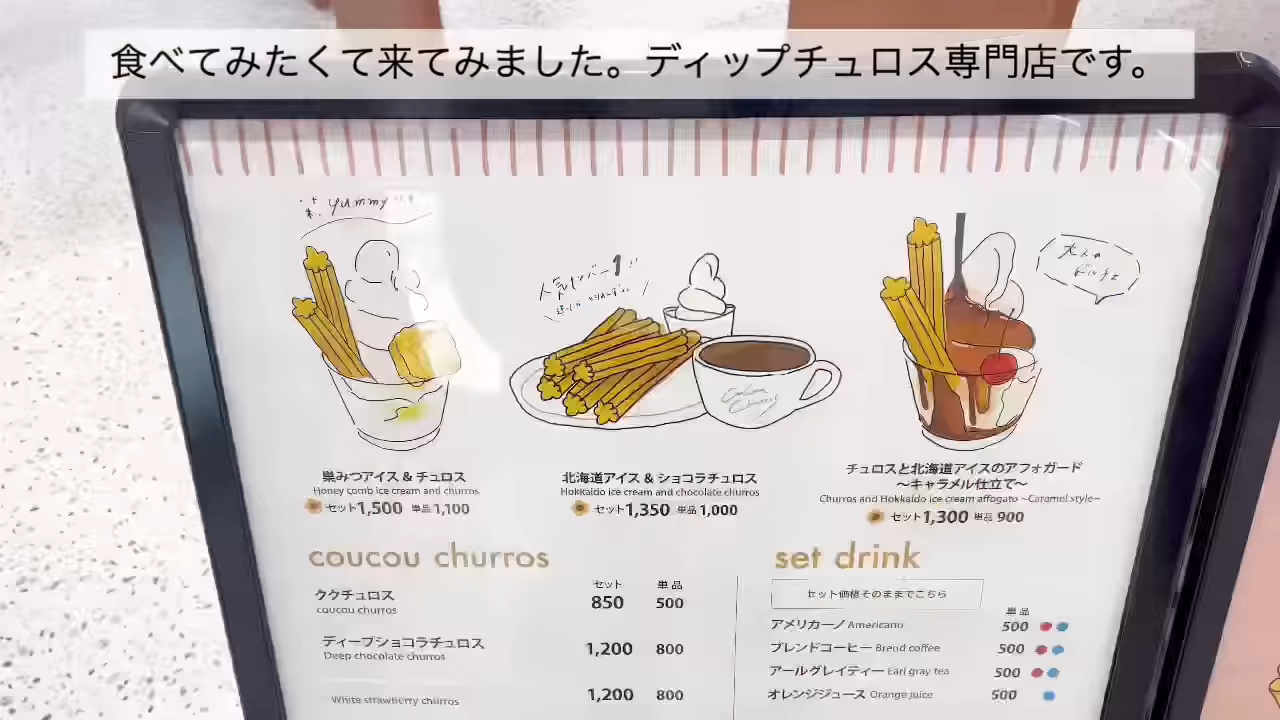 食べてみたくて来てみました。ディップチュロス専門店です。
yummy
人気ナンバー1!!
大人の
巣みつアイス & チュロス
Honey comb ice cream and churros
セット1,500 単品1,100
北海道アイス & ショコラチュロス
Hokkaido ice cream and chocolate churros
セット1,350 単品1,000
チュロスと北海道アイスのアフォガード
〜キャラメル仕立て〜
Churros and Hokkaido ice cream affogato ~Caramel style~
セット1,300 単品 900
coucou churros
セット 単品
ククチュロス 850 500
coucou churros
ディープショコラチュロス 1,200 800
Deep chocolate churros
White strawberry churros 1,200 800
set drink
セット価格そのままでこちら
単品
アメリカーノ Americano 500
ブレンドコーヒー Brend coffee 500
アールグレイティー Earl gray tea 500
オレンジジュース Orange juice 500